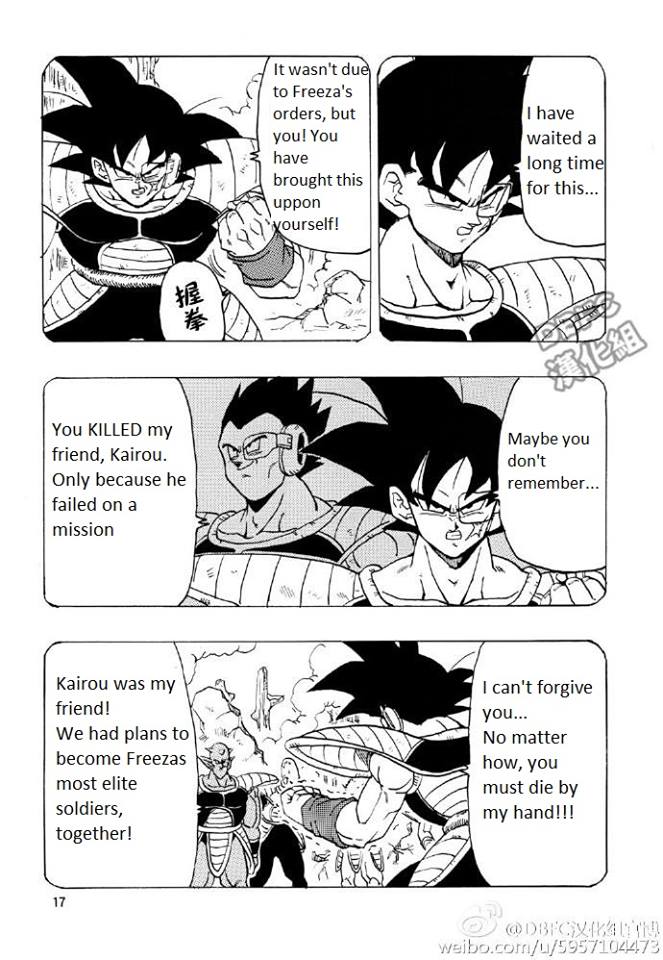 I have
waited a
long time
for this...
It wasn't due
to Freeza's
orders, but
you! You
have
brought this
uppon
yourself!
握拳
DBFC
漢化組
Maybe you
don't
remember...
You KILLED my
friend, Kairou.
Only because he
failed on a
mission
I can't forgive
you...
No matter
how, you
must die by
my hand!!!
Kairou was my
friend!
We had plans to
become Freezas
most elite
soldiers,
together!
17
@DBFC汉化组官博
weibo.com/u/5957104473